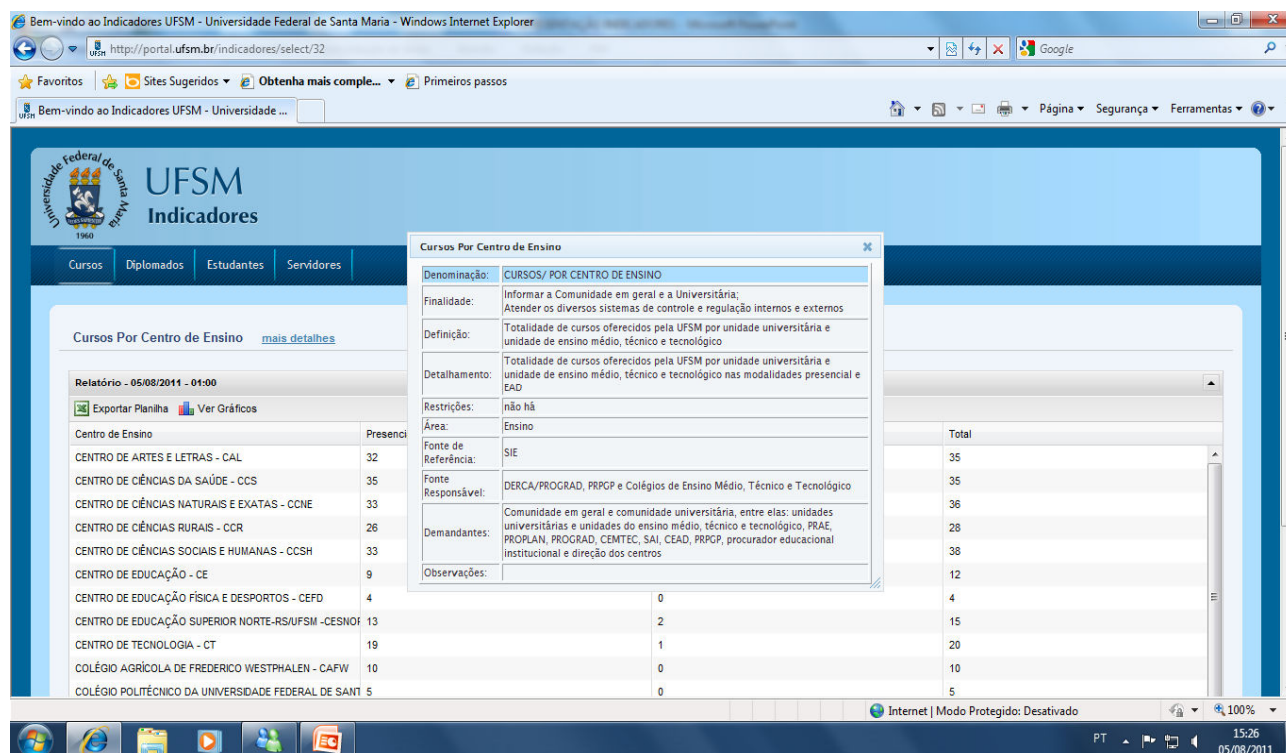 Bem-vindo ao Indicadores UFSM - Universidade Federal de Santa Maria - Windows Internet Explorer
http://portal.ufsm.br/indicadores/select/32
Google
Favoritos Sites Sugeridos Obtenha mais comple... Primeiros passos
Bem-vindo ao Indicadores UFSM - Universidade ...
Página Segurança Ferramentas
Universidade Federal de Santa Maria
1960
UFSM
Indicadores
Cursos Diplomados Estudantes Servidores
Cursos Por Centro de Ensino mais detalhes
Relatório - 05/08/2011 - 01:00
Exportar Planilha Ver Gráficos
Centro de Ensino Presenci Total
CENTRO DE ARTES E LETRAS - CAL 32 35
CENTRO DE CIÊNCIAS DA SAÚDE - CCS 35 35
CENTRO DE CIÊNCIAS NATURAIS E EXATAS - CCNE 33 36
CENTRO DE CIÊNCIAS RURAIS - CCR 26 28
CENTRO DE CIÊNCIAS SOCIAIS E HUMANAS - CCSH 33 38
CENTRO DE EDUCAÇÃO - CE 9 12
CENTRO DE EDUCAÇÃO FÍSICA E DESPORTOS - CEFD 4 0 4
CENTRO DE EDUCAÇÃO SUPERIOR NORTE-RS/UFSM -CESNOR 13 2 15
CENTRO DE TECNOLOGIA - CT 19 1 20
COLÉGIO AGRÍCOLA DE FREDERICO WESTPHALEN - CAFW 10 0 10
COLÉGIO POLITÉCNICO DA UNIVERSIDADE FEDERAL DE SANT 5 0 5
Cursos Por Centro de Ensino
Denominação: CURSOS/ POR CENTRO DE ENSINO
Finalidade: Informar a Comunidade em geral e a Universitária;
Atender os diversos sistemas de controle e regulação internos e externos
Definição: Totalidade de cursos oferecidos pela UFSM por unidade universitária e
unidade de ensino médio, técnico e tecnológico
Detalhamento: Totalidade de cursos oferecidos pela UFSM por unidade universitária e
unidade de ensino médio, técnico e tecnológico nas modalidades presencial e
EAD
Restrições: não há
Área: Ensino
Fonte de
Referência: SIE
Fonte
Responsável: DERCA/PROGRAD, PRPGP e Colégios de Ensino Médio, Técnico e Tecnológico
Demandantes: Comunidade em geral e comunidade universitária, entre elas: unidades
universitárias e unidades do ensino médio, técnico e tecnológico, PRAE,
PROPLAN, PROGRAD, CEMTEC, SAI, CEAD, PRPGP, procurador educacional
institucional e direção dos centros
Observações:
Internet | Modo Protegido: Desativado 100%
PT 15:26
05/08/2011